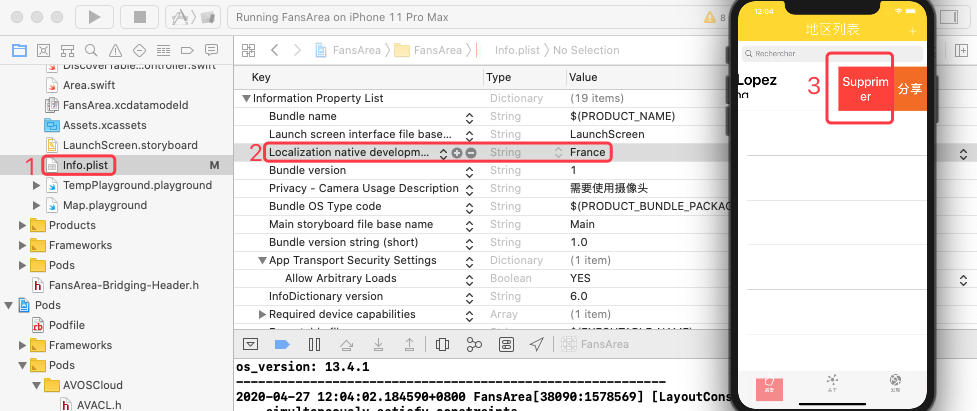 Running FansArea on iPhone 11 Pro Max
8
FansArea
FansArea
Info.plist
No Selection
Area.swift
FansArea.xcdatamodeld
Assets.xcassets
LaunchScreen.storyboard
1
Info.plist
M
TempPlayground.playground
Map.playground
Products
Frameworks
Pods
FansArea-Bridging-Header.h
Pods
Podfile
Frameworks
Pods
AVOSCloud
AVACL.h
Key Type Value
Information Property List Dictionary (19 items)
Bundle name String $(PRODUCT_NAME)
Launch screen interface file base... String LaunchScreen
2
Localization native developm... String France
Bundle version String 1
Privacy - Camera Usage Description String 需要使用摄像头
Bundle OS Type code String $(PRODUCT_BUNDLE_PACKAG
Main storyboard file base name String Main
Bundle version string (short) String 1.0
App Transport Security Settings Dictionary (1 item)
Allow Arbitrary Loads Boolean YES
InfoDictionary version String 6.0
Required device capabilities Array (1 item)
FansArea
os_version: 13.4.1
2020-04-27 12:04:02.184590+0800 FansArea[38090:1578569] [LayoutCons
12:04
地区列表
+
Rechercher
Lopez
3
Supprim
er
分享